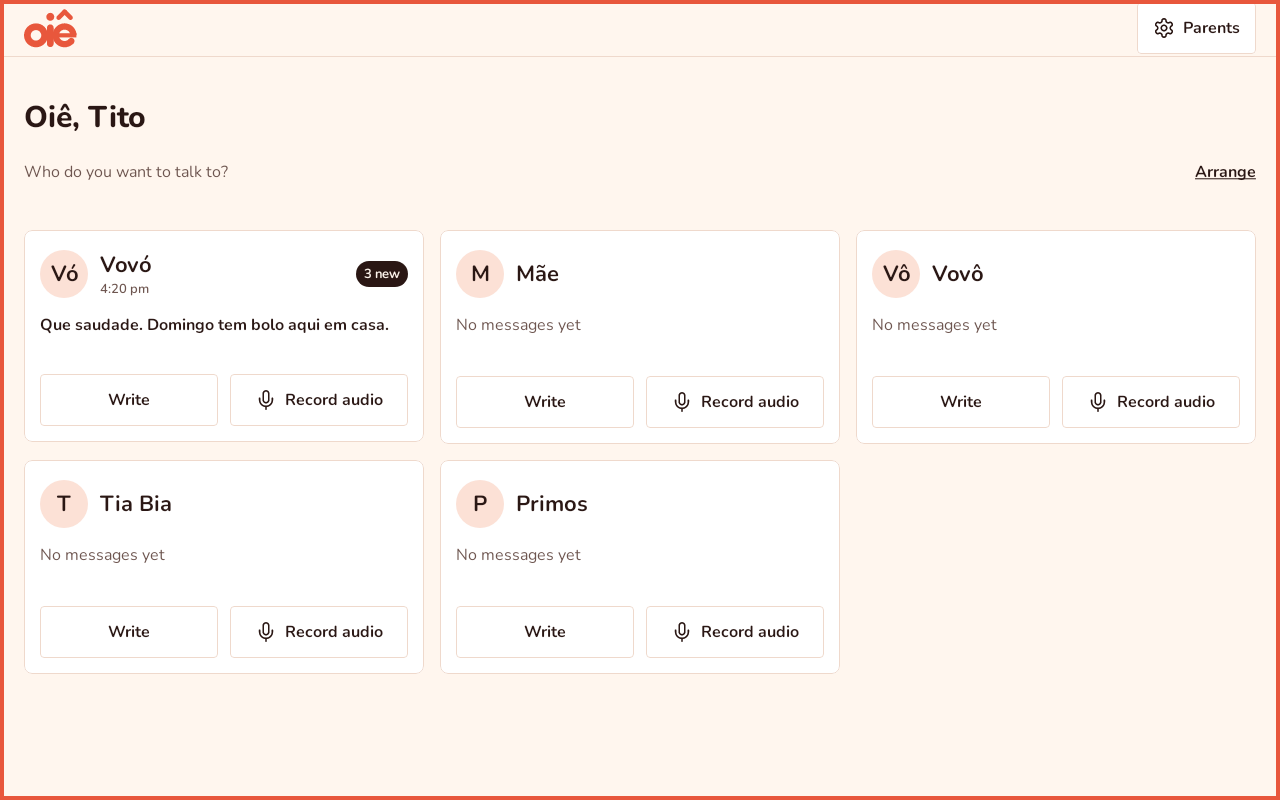 oiê
Parents
Oiê, Tito
Who do you want to talk to?
Arrange
Vó
Vovó
4:20 pm
3 new
Que saudade. Domingo tem bolo aqui em casa.
Write
Record audio
M
Mãe
No messages yet
Write
Record audio
Vô
Vovô
No messages yet
Write
Record audio
T
Tia Bia
No messages yet
Write
Record audio
P
Primos
No messages yet
Write
Record audio